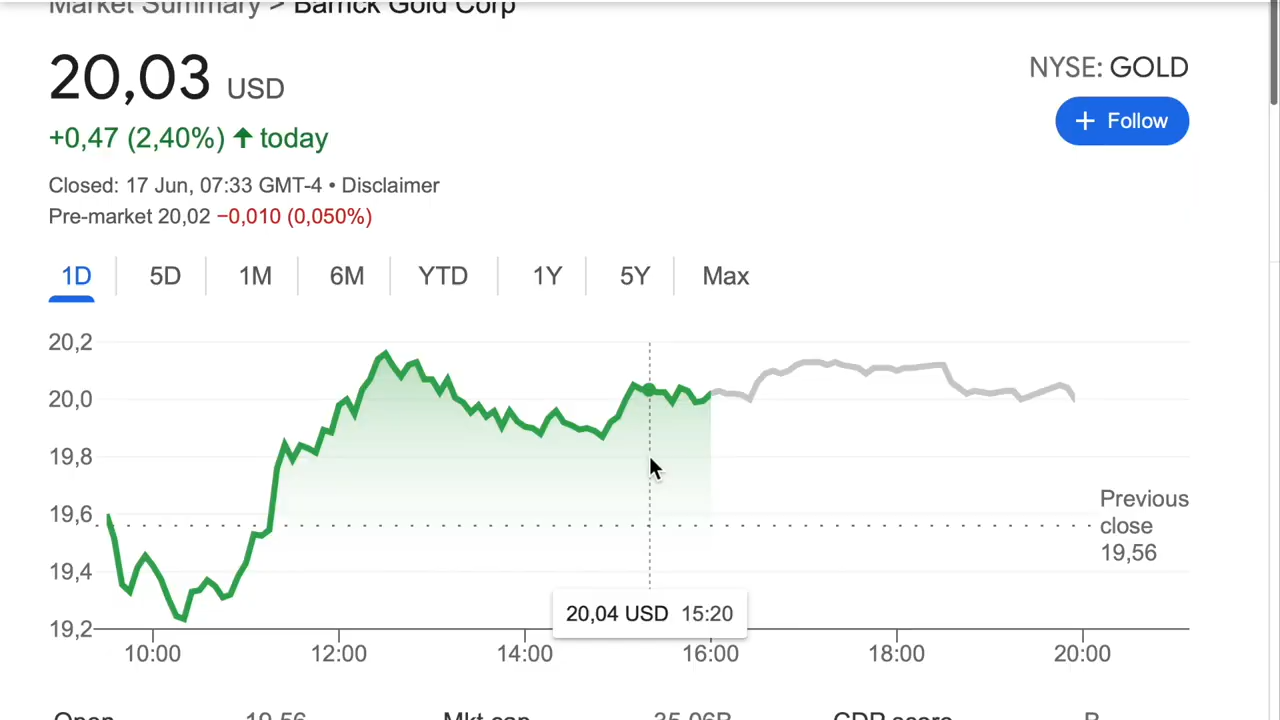 Market Summary > Barrick Gold Corp
20,03 USD
NYSE: GOLD
+ Follow
+0,47 (2,40%) ↑ today
Closed: 17 Jun, 07:33 GMT-4 • Disclaimer
Pre-market 20,02 −0,010 (0,050%)
1D 5D 1M 6M YTD 1Y 5Y Max
20,2
20,0
19,8
19,6
19,4
19,2
Previous
close
19,56
20,04 USD 15:20
10:00 12:00 14:00 16:00 18:00 20:00
Open 19,56 Mkt cap 35,06B CDP score B